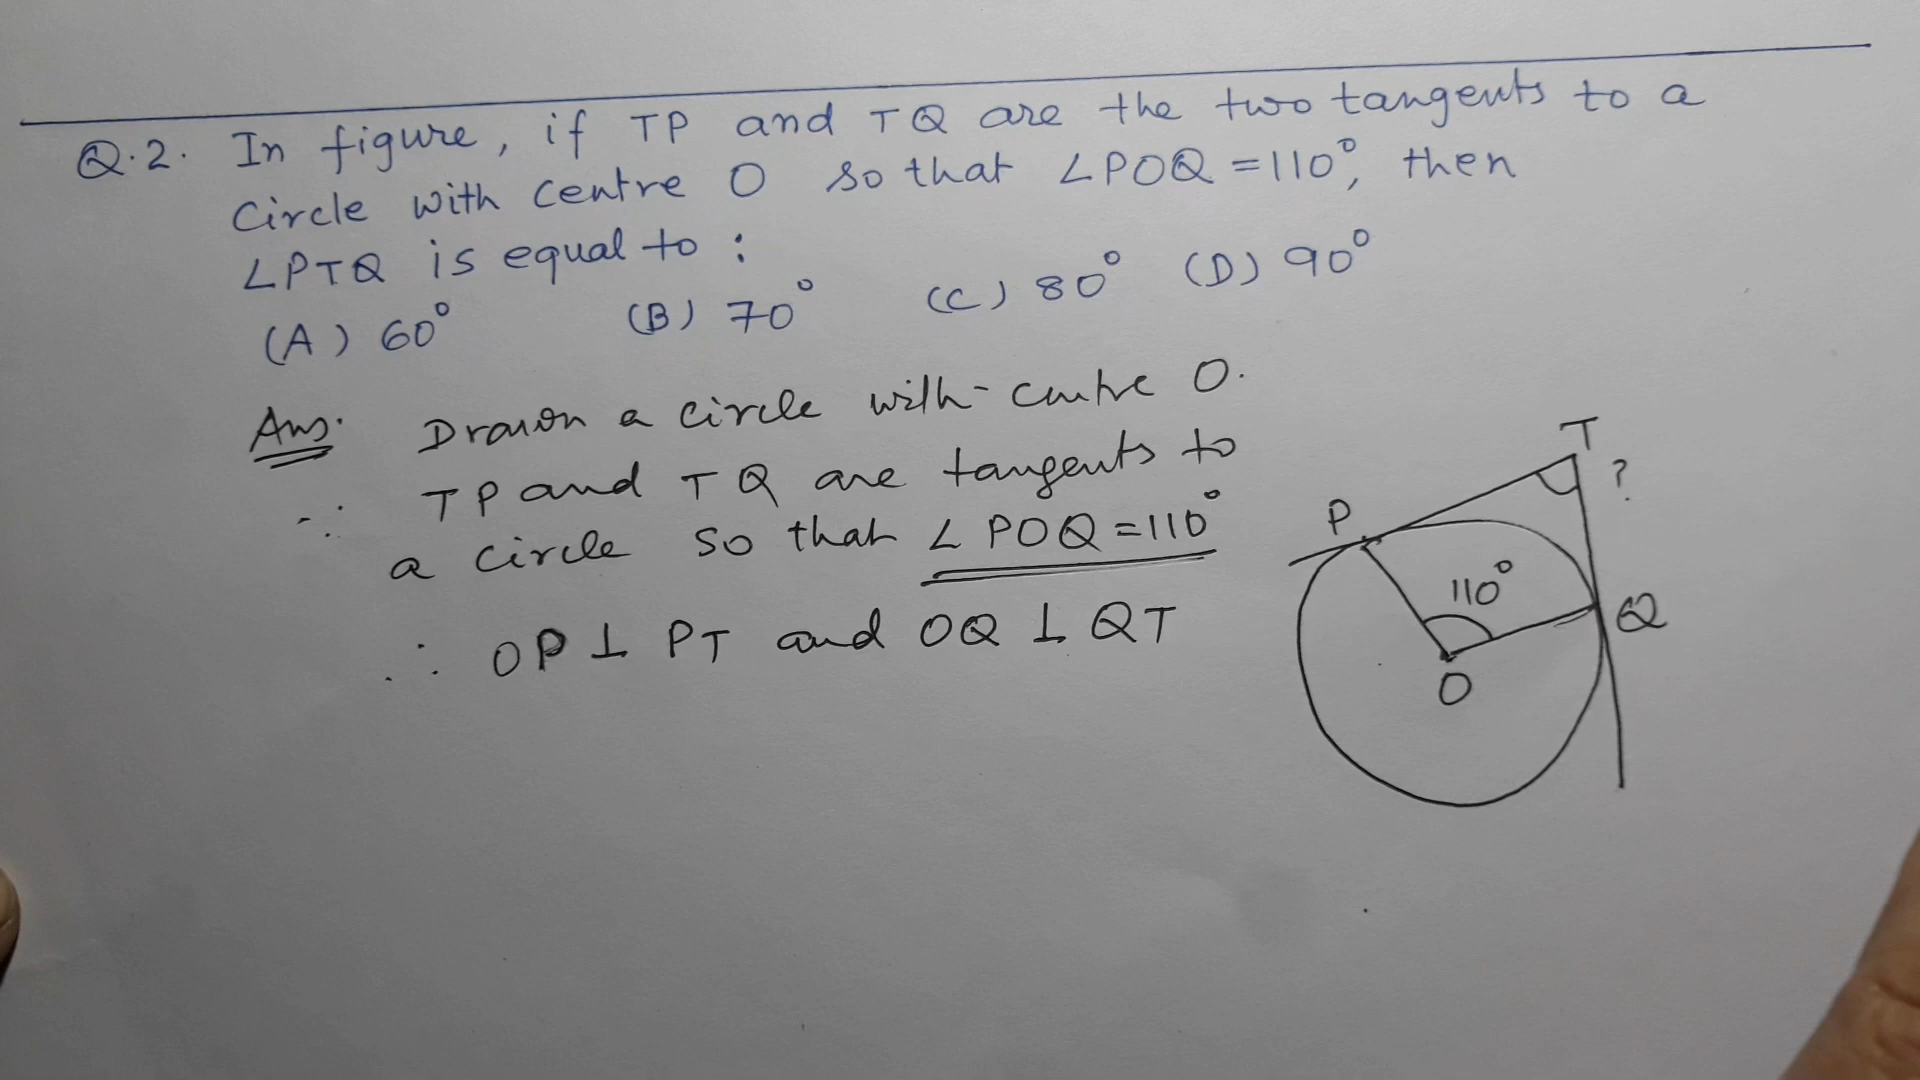 Q.2. In figure, if TP and TQ are the two tangents to a
Circle with Centre O so that ∠POQ = 110°, then
∠PTQ is equal to :
(A) 60° (B) 70° (C) 80° (D) 90°
Ans. Drawn a circle with centre O.
∵ TP and TQ are tangents to
a circle so that ∠POQ = 110°
∴ OP ⊥ PT and OQ ⊥ QT
T
?
P
110°
Q
O